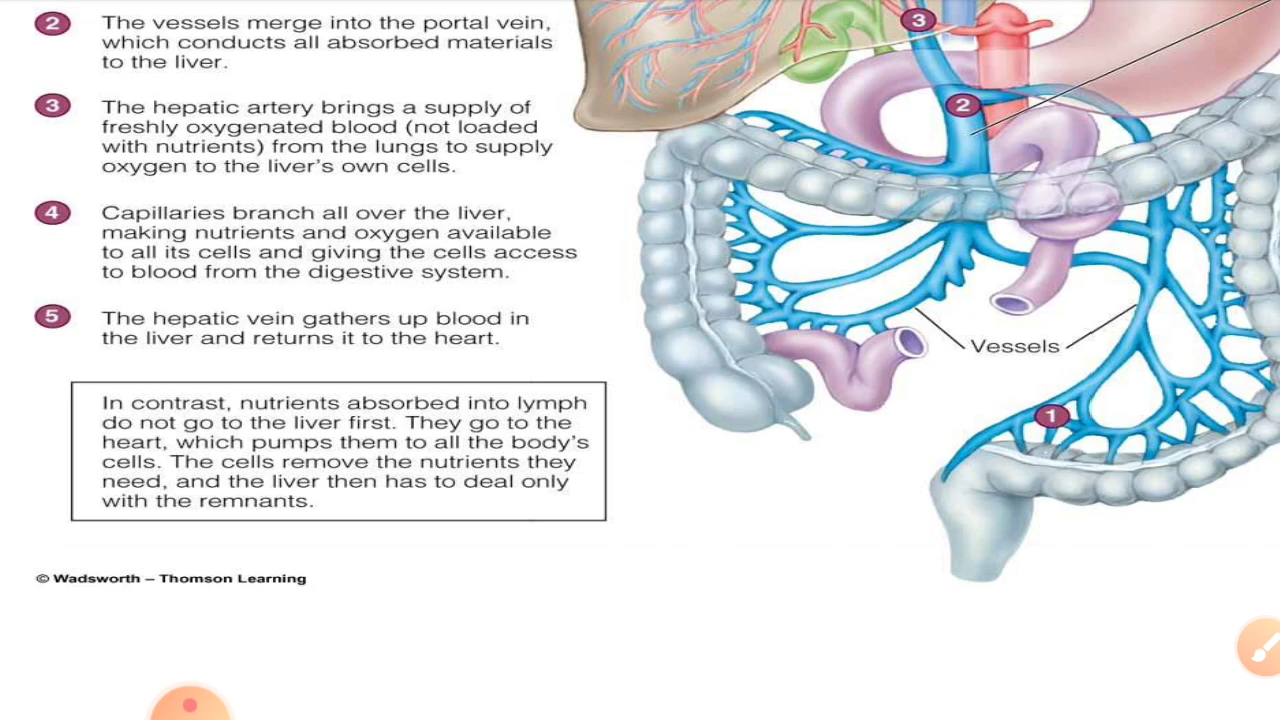 2 The vessels merge into the portal vein,
which conducts all absorbed materials
to the liver.
3 The hepatic artery brings a supply of
freshly oxygenated blood (not loaded
with nutrients) from the lungs to supply
oxygen to the liver's own cells.
4 Capillaries branch all over the liver,
making nutrients and oxygen available
to all its cells and giving the cells access
to blood from the digestive system.
5 The hepatic vein gathers up blood in
the liver and returns it to the heart.
In contrast, nutrients absorbed into lymph
do not go to the liver first. They go to the
heart, which pumps them to all the body's
cells. The cells remove the nutrients they
need, and the liver then has to deal only
with the remnants.
© Wadsworth – Thomson Learning
3
2
Vessels
1